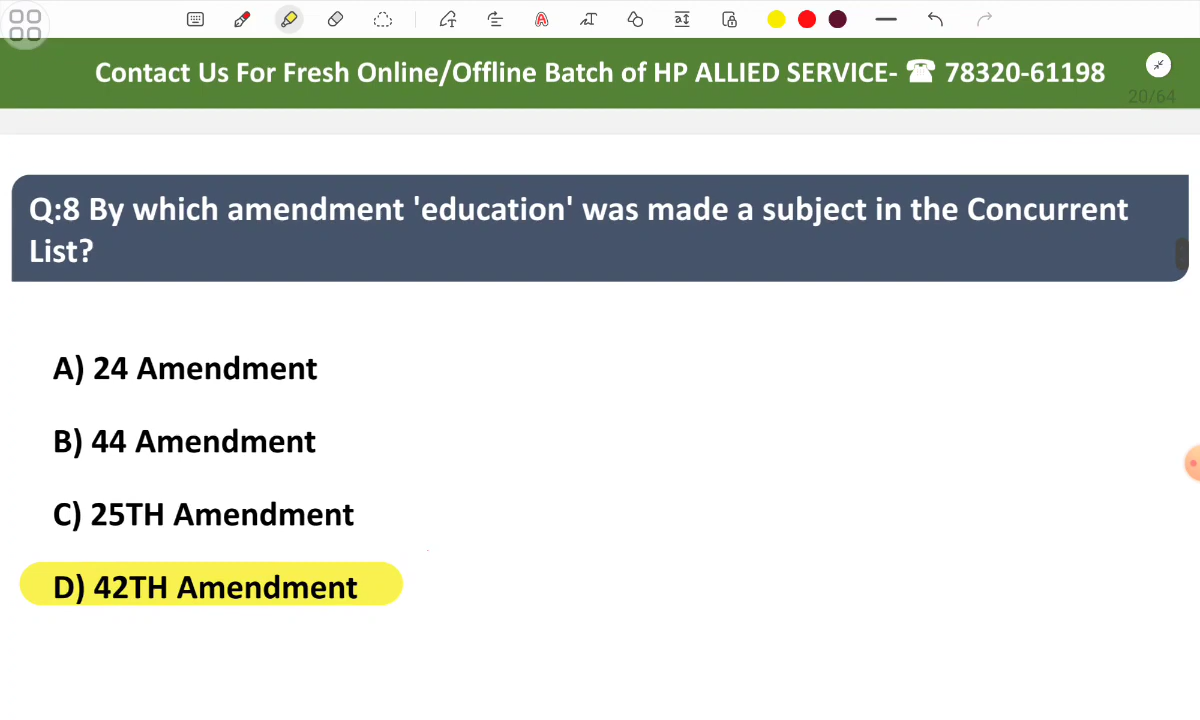 Contact Us For Fresh Online/Offline Batch of HP ALLIED SERVICE- ☎ 78320-61198
20/64
Q:8 By which amendment 'education' was made a subject in the Concurrent
List?
A) 24 Amendment
B) 44 Amendment
C) 25TH Amendment
D) 42TH Amendment